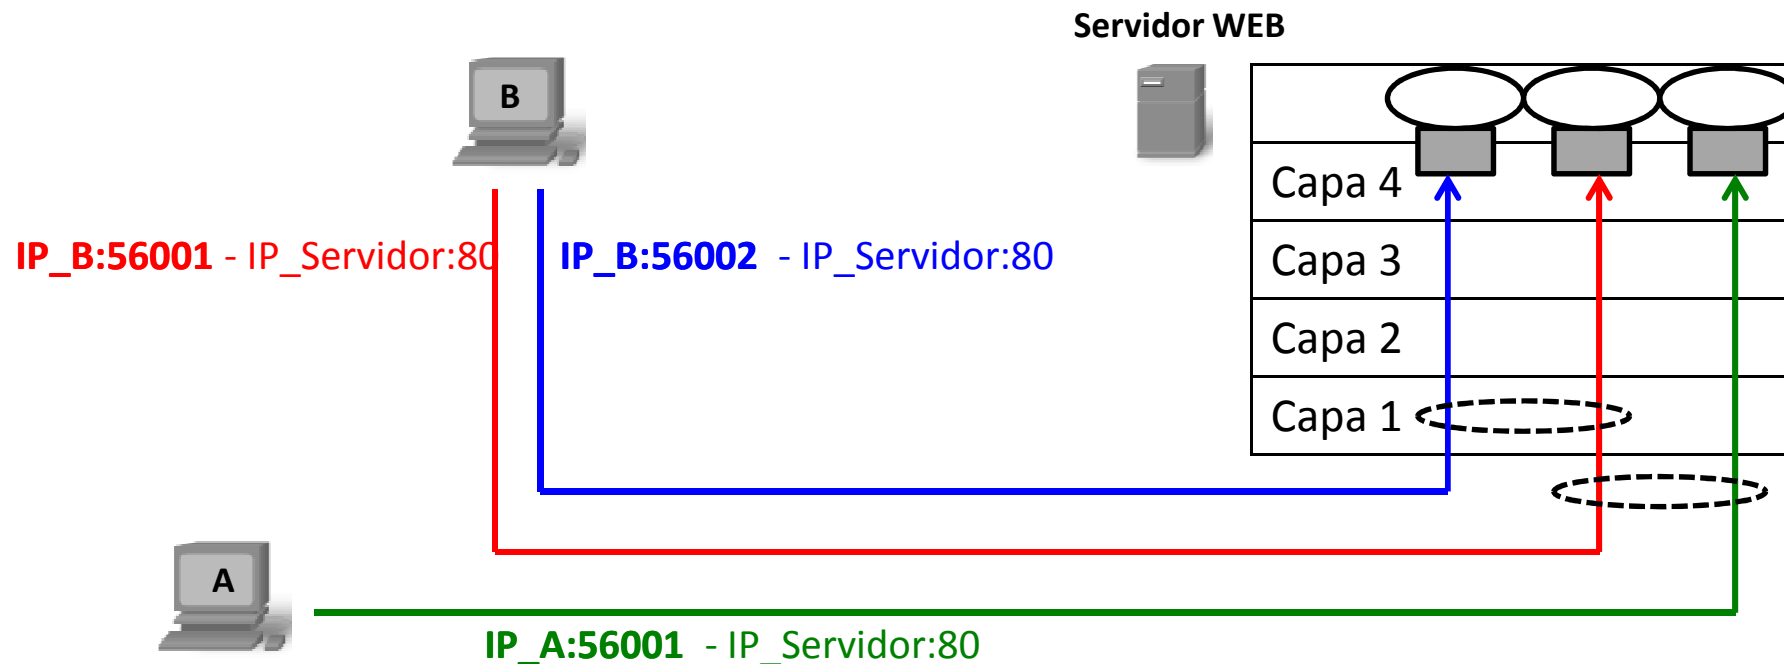 Servidor WEB
B
Capa 4
IP_B:56001 - IP_Servidor:80
IP_B:56002 - IP_Servidor:80
Capa 3
Capa 2
Capa 1
A
IP_A:56001 - IP_Servidor:80